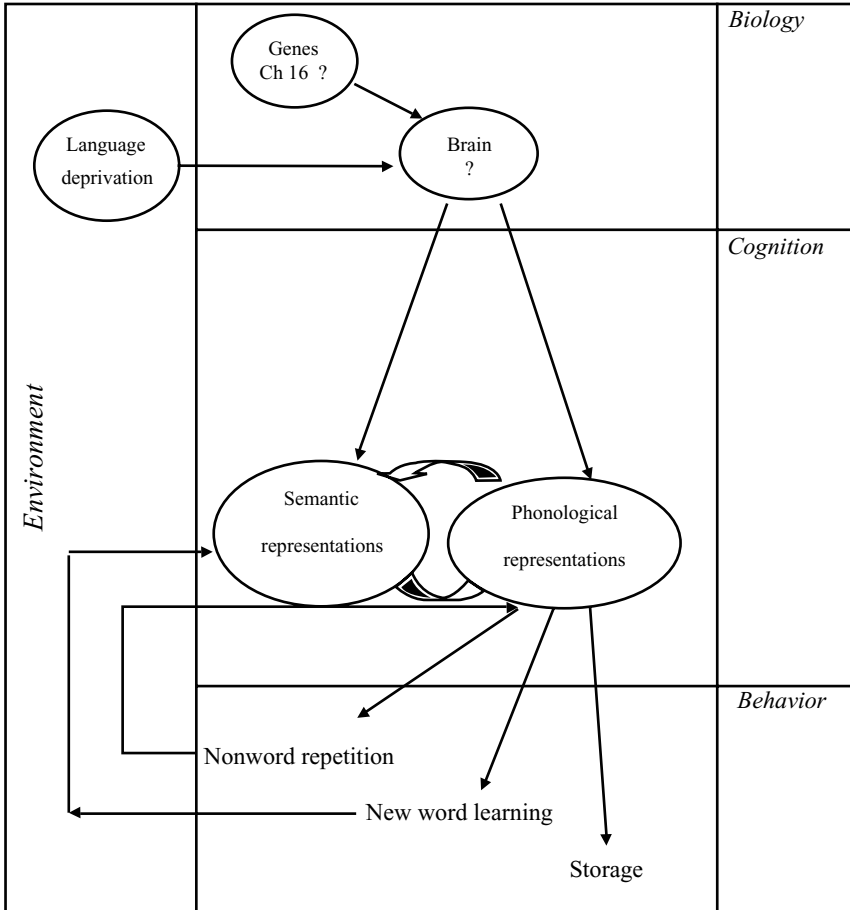 Biology
Genes
Ch 16 ?
Brain
?
Language
deprivation
Cognition
Environment
Semantic
representations
Phonological
representations
Behavior
Nonword repetition
New word learning
Storage